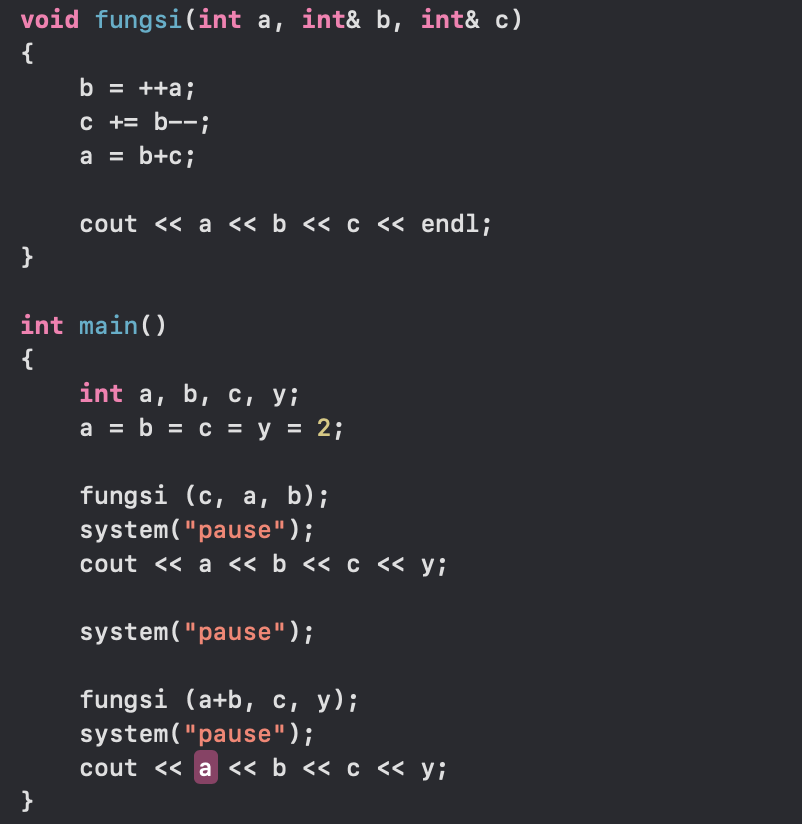 void fungsi(int a, int& b, int& c)
{
    b = ++a;
    c += b--;
    a = b+c;

    cout << a << b << c << endl;
}

int main()
{
    int a, b, c, y;
    a = b = c = y = 2;

    fungsi (c, a, b);
    system("pause");
    cout << a << b << c << y;

    system("pause");

    fungsi (a+b, c, y);
    system("pause");
    cout << a << b << c << y;
}